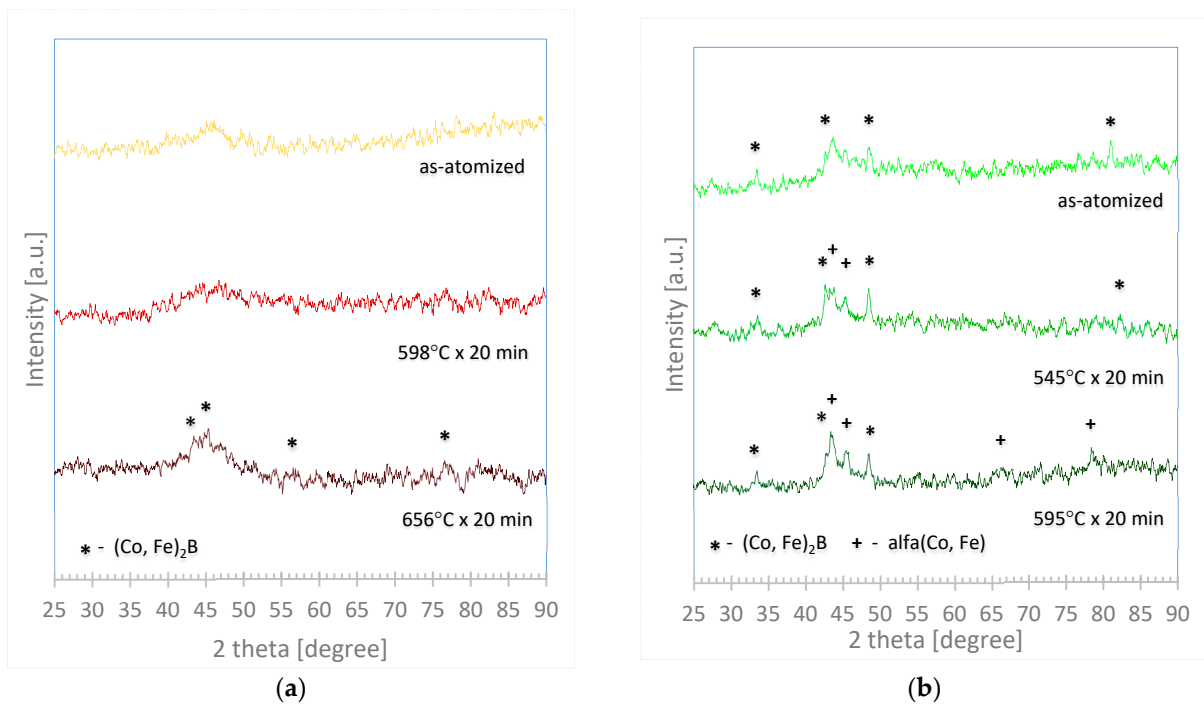 Intensity [a.u.]
as-atomized
598°C x 20 min
* *
* *
656°C x 20 min
* - (Co, Fe)₂B
25 30 35 40 45 50 55 60 65 70 75 80 85 90
2 theta [degree]
(a)
Intensity [a.u.]
* * * *
as-atomized
+ +
* * * *
545°C x 20 min
+ + + +
* * *
595°C x 20 min
* - (Co, Fe)₂B + - alfa(Co, Fe)
25 30 35 40 45 50 55 60 65 70 75 80 85 90
2 theta [degree]
(b)